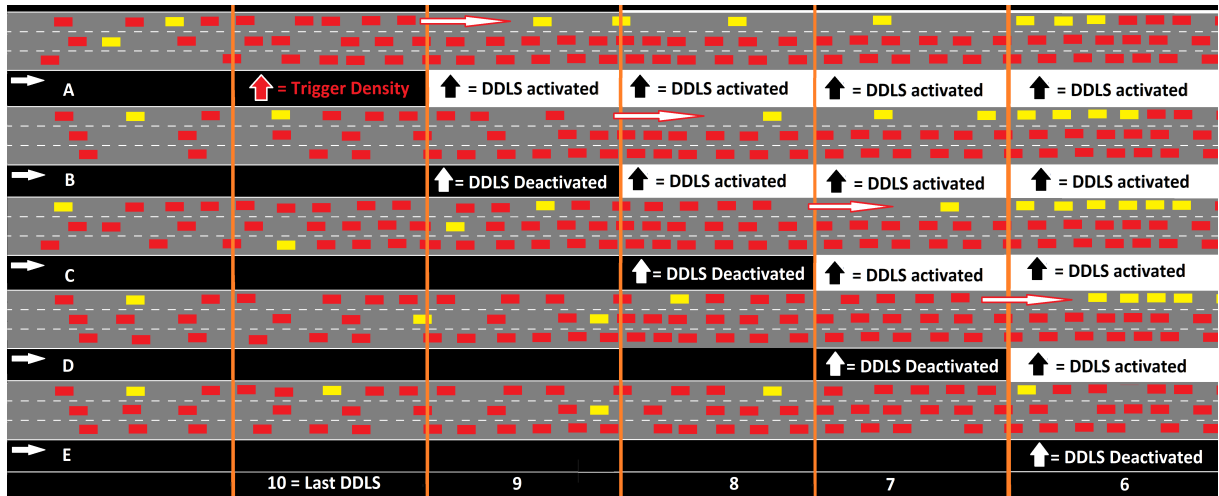 A = Trigger Density = DDLS activated = DDLS activated = DDLS activated = DDLS activated
B = DDLS Deactivated = DDLS activated = DDLS activated = DDLS activated
C = DDLS Deactivated = DDLS activated = DDLS activated
D = DDLS Deactivated = DDLS activated
E = DDLS Deactivated
10 = Last DDLS 9 8 7 6